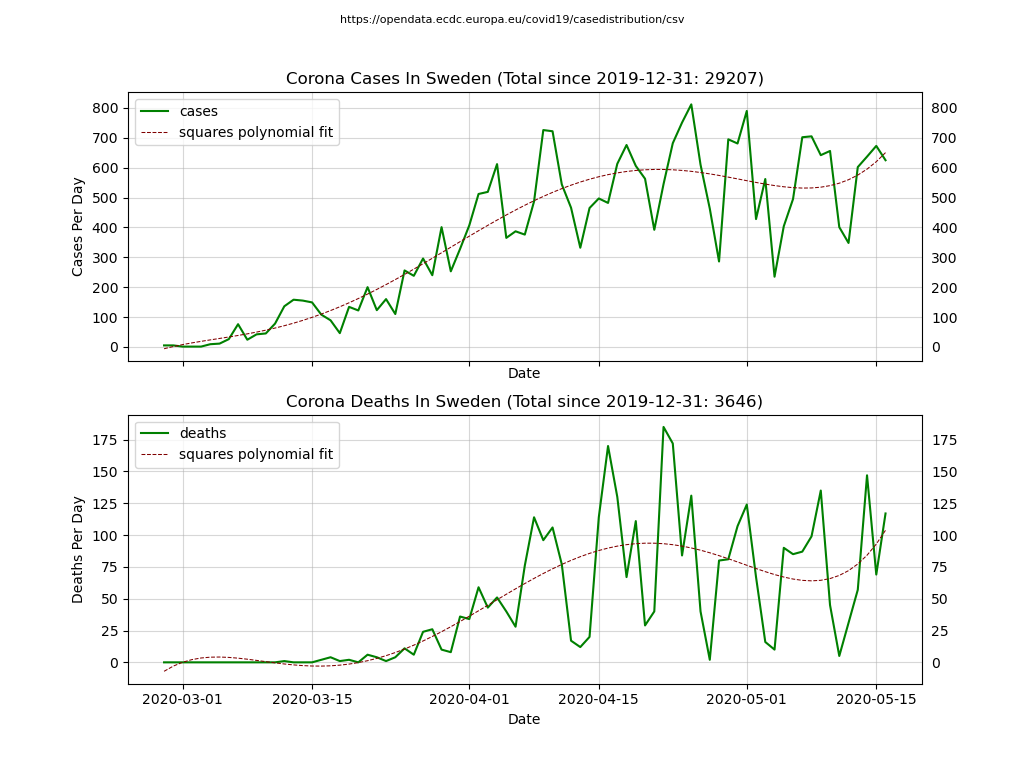 https://opendata.ecdc.europa.eu/covid19/casedistribution/csv
Corona Cases In Sweden (Total since 2019-12-31: 29207)
cases
squares polynomial fit
Cases Per Day
800 800
700 700
600 600
500 500
400 400
300 300
200 200
100 100
0 0
Date
Corona Deaths In Sweden (Total since 2019-12-31: 3646)
deaths
squares polynomial fit
Deaths Per Day
175 175
150 150
125 125
100 100
75 75
50 50
25 25
0 0
2020-03-01 2020-03-15 2020-04-01 2020-04-15 2020-05-01 2020-05-15
Date